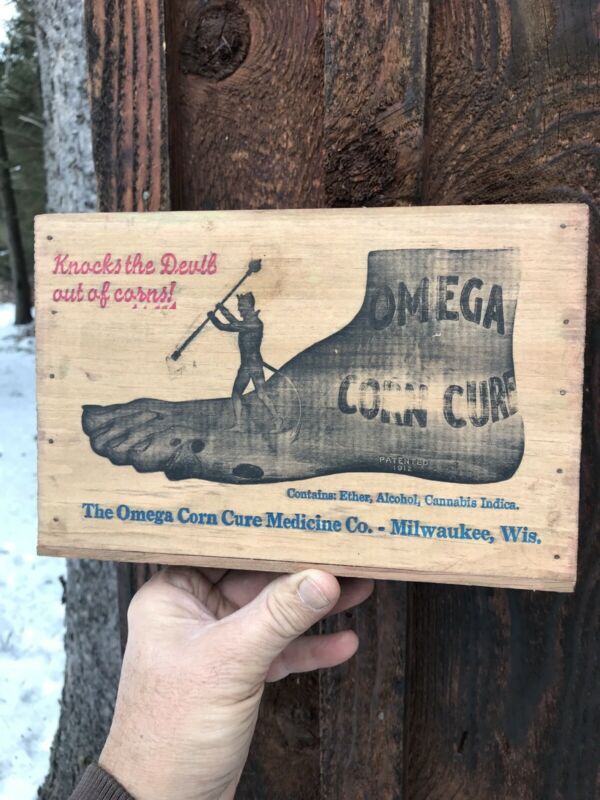 Knocks the Devil
out of corns!
OMEGA
CORN CURE
PATENTED
1912
Contains: Ether, Alcohol, Cannabis Indica.
The Omega Corn Cure Medicine Co. - Milwaukee, Wis.